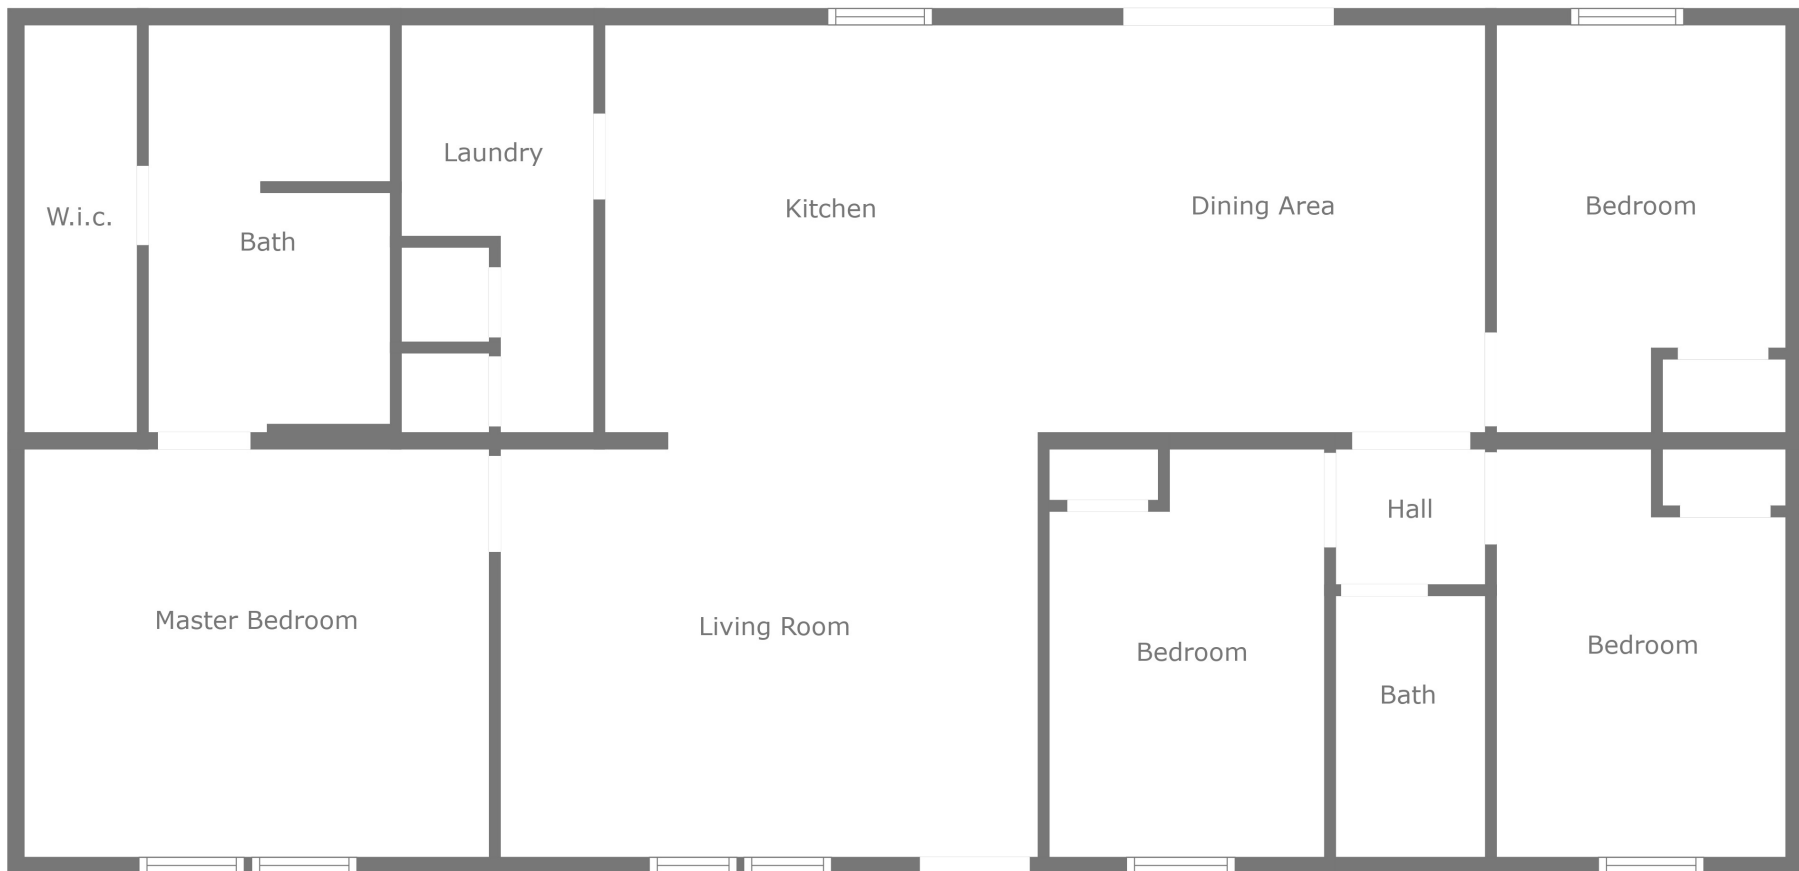 Laundry
W.i.c.
Bath
Kitchen
Dining Area
Bedroom
Hall
Master Bedroom
Living Room
Bedroom
Bath
Bedroom